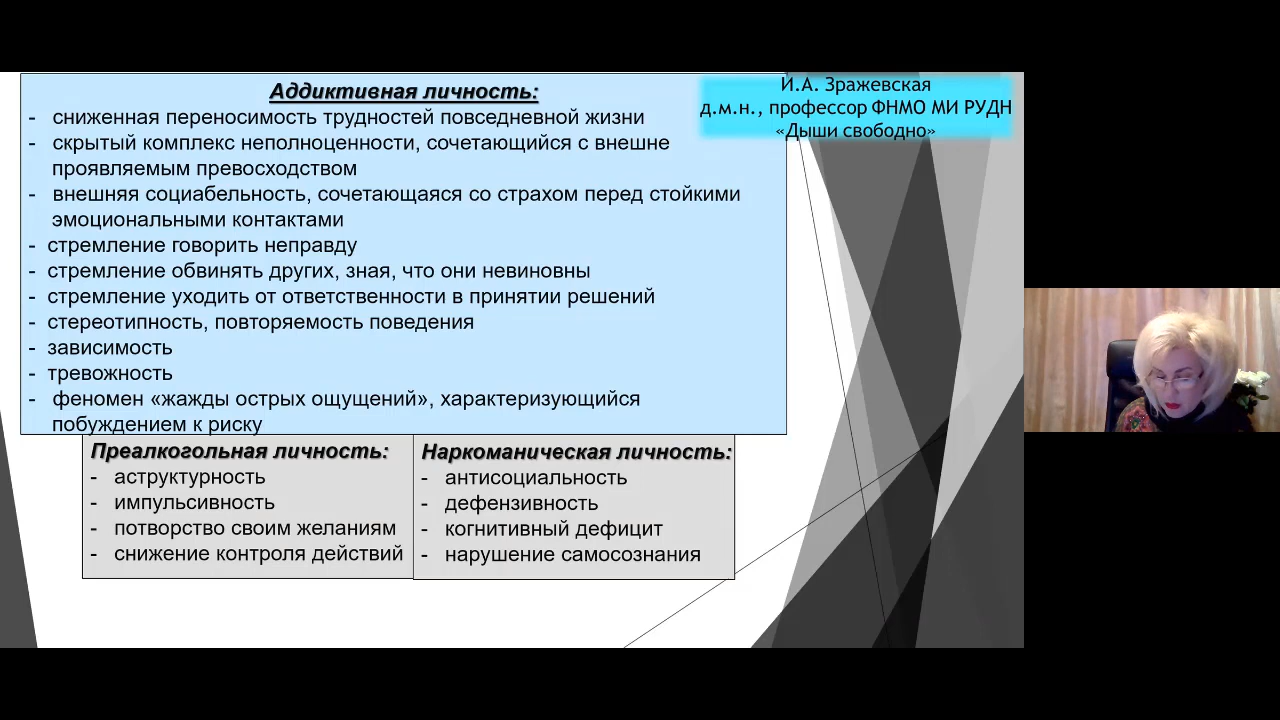 Аддиктивная личность:
- сниженная переносимость трудностей повседневной жизни
- скрытый комплекс неполноценности, сочетающийся с внешне
проявляемым превосходством
- внешняя социабельность, сочетающаяся со страхом перед стойкими
эмоциональными контактами
- стремление говорить неправду
- стремление обвинять других, зная, что они невиновны
- стремление уходить от ответственности в принятии решений
- стереотипность, повторяемость поведения
- зависимость
- тревожность
- феномен «жажды острых ощущений», характеризующийся
побуждением к риску
И.А. Зражевская
д.м.н., профессор ФНМО МИ РУДН
«Дыши свободно»
Преалкогольная личность:
- аструктурность
- импульсивность
- потворство своим желаниям
- снижение контроля действий
Наркоманическая личность:
- антисоциальность
- дефензивность
- когнитивный дефицит
- нарушение самосознания